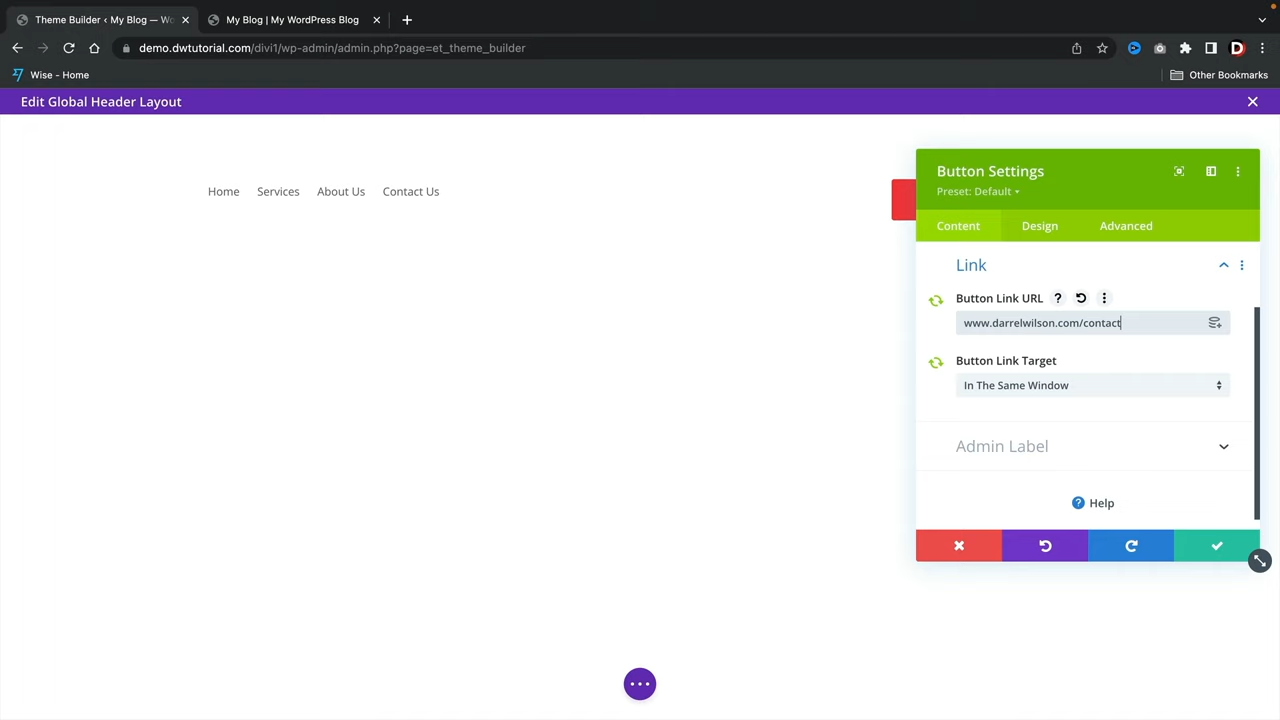 Theme Builder ‹ My Blog — Wo
My Blog | My WordPress Blog
demo.dwtutorial.com/divi1/wp-admin/admin.php?page=et_theme_builder
Wise - Home
Other Bookmarks
Edit Global Header Layout
Home Services About Us Contact Us
Button Settings
Preset: Default
Content Design Advanced
Link
Button Link URL
www.darrelwilson.com/contact
Button Link Target
In The Same Window
Admin Label
Help